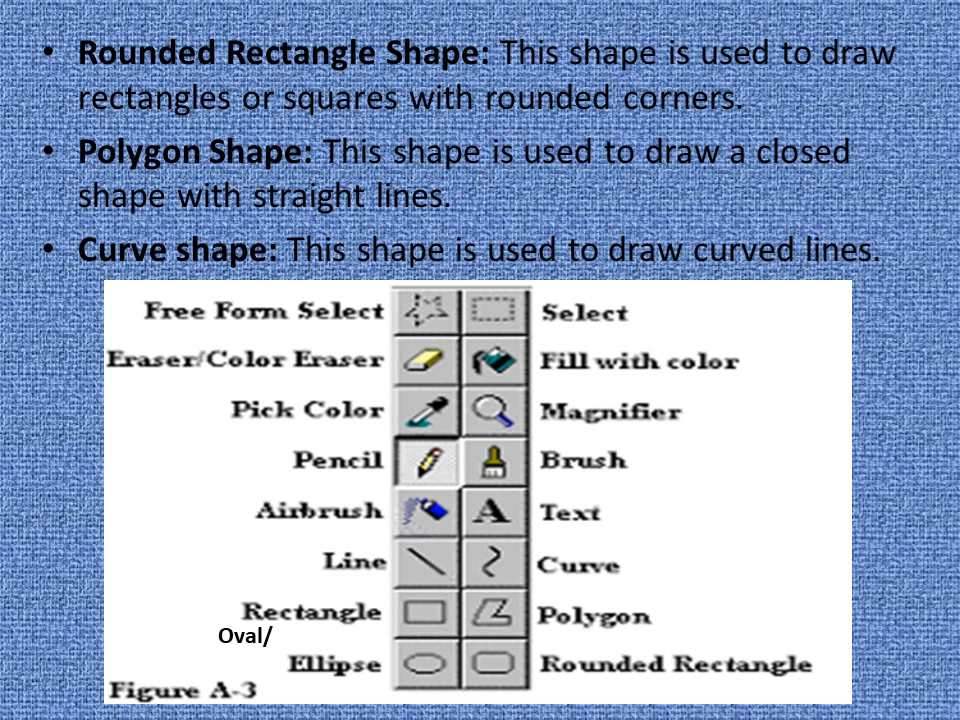 • Rounded Rectangle Shape: This shape is used to draw
rectangles or squares with rounded corners.
• Polygon Shape: This shape is used to draw a closed
shape with straight lines.
• Curve shape: This shape is used to draw curved lines.
Free Form Select Select
Eraser/Color Eraser Fill with color
Pick Color Magnifier
Pencil Brush
Airbrush A Text
Line Curve
Rectangle Polygon
Oval/
Ellipse Rounded Rectangle
Figure A-3